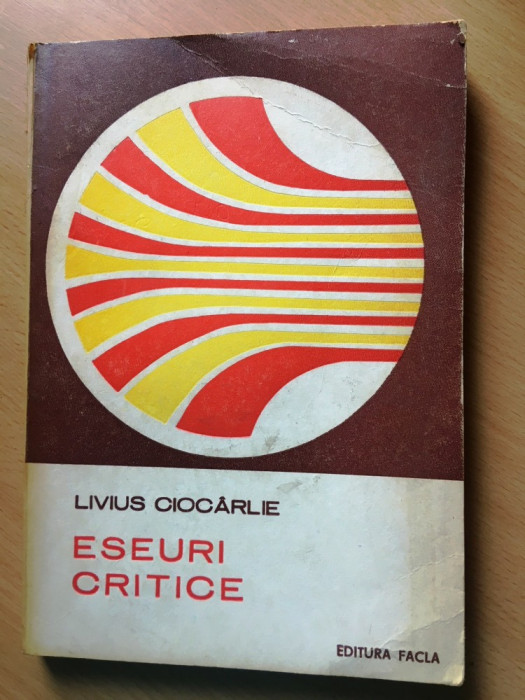 LIVIUS CIOCÂRLIE
ESEURI
CRITICE
EDITURA FACLA